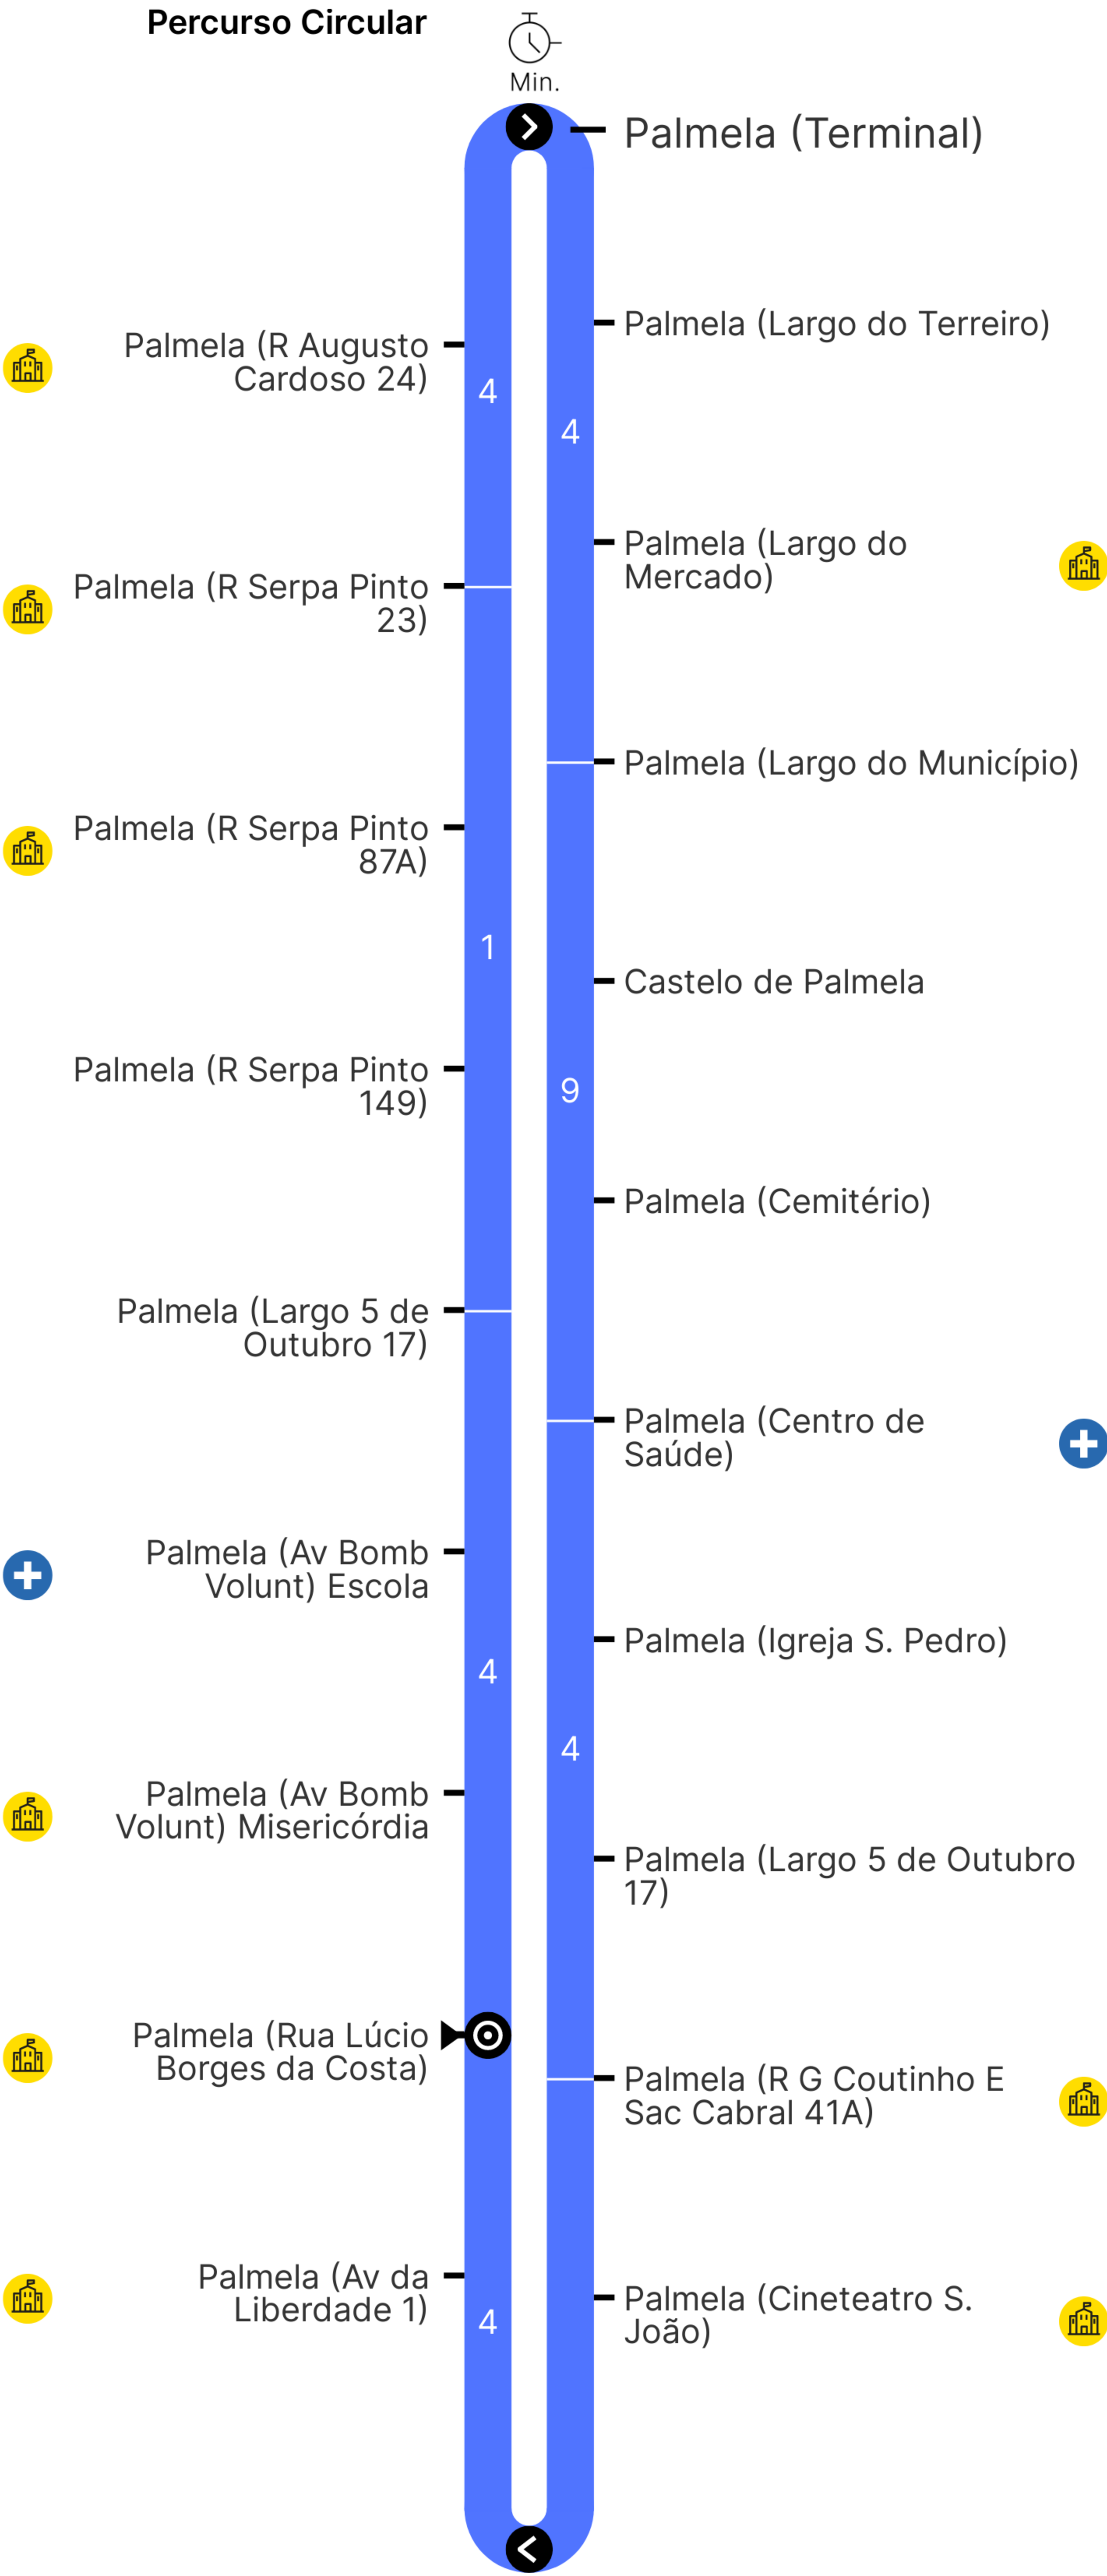 Percurso Circular
Min.
Palmela (Terminal)
Palmela (Largo do Terreiro)
Palmela (R Augusto
Cardoso 24)
4
4
Palmela (Largo do
Mercado)
Palmela (R Serpa Pinto
23)
Palmela (Largo do Município)
Palmela (R Serpa Pinto
87A)
1
Castelo de Palmela
Palmela (R Serpa Pinto
149)
9
Palmela (Cemitério)
Palmela (Largo 5 de
Outubro 17)
Palmela (Centro de
Saúde)
Palmela (Av Bomb
Volunt) Escola
Palmela (Igreja S. Pedro)
4
4
Palmela (Av Bomb
Volunt) Misericórdia
Palmela (Largo 5 de Outubro
17)
Palmela (Rua Lúcio
Borges da Costa)
Palmela (R G Coutinho E
Sac Cabral 41A)
Palmela (Av da
Liberdade 1)
Palmela (Cineteatro S.
João)
4